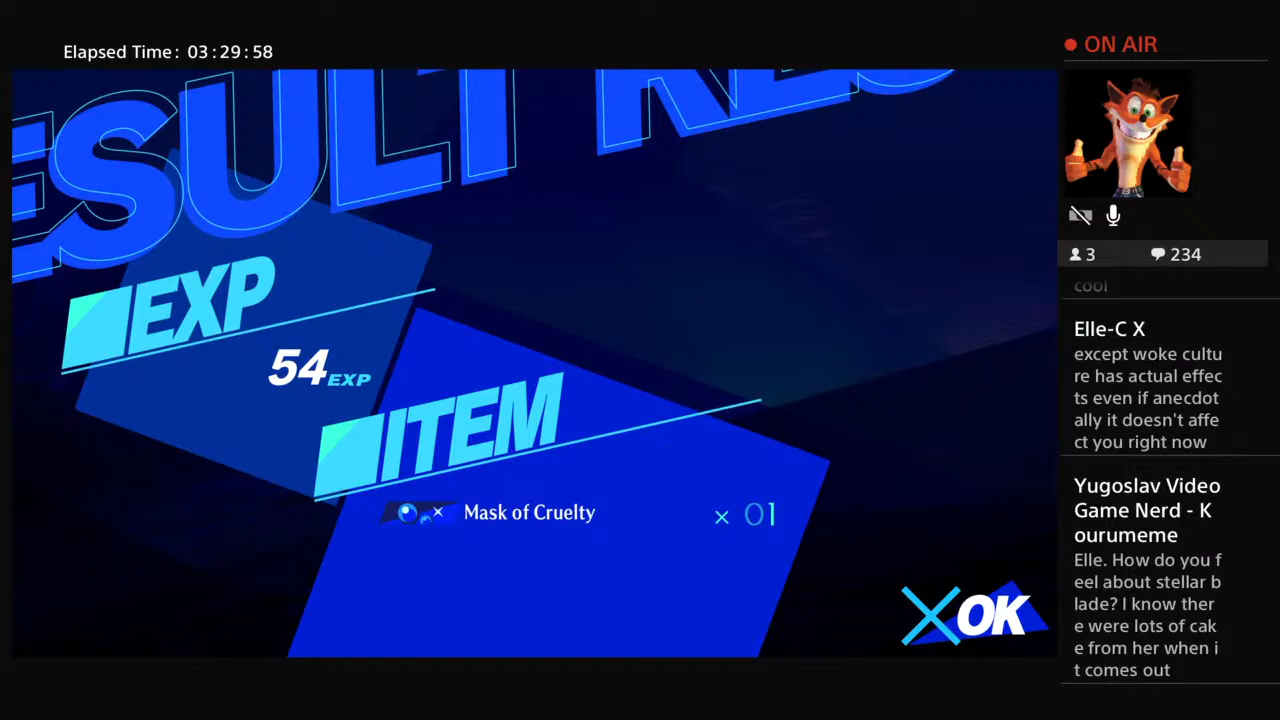 Elapsed Time: 03:29:58
ON AIR
ESULT RES
3
234
cool
EXP
54 EXP
ITEM
Mask of Cruelty × 01
OK
Elle-C X
except woke cultu
re has actual effec
ts even if anecdot
ally it doesn't affe
ct you right now
Yugoslav Video
Game Nerd - K
ourumeme
Elle. How do you f
eel about stellar b
lade? I know ther
e were lots of cak
e from her when i
t comes out